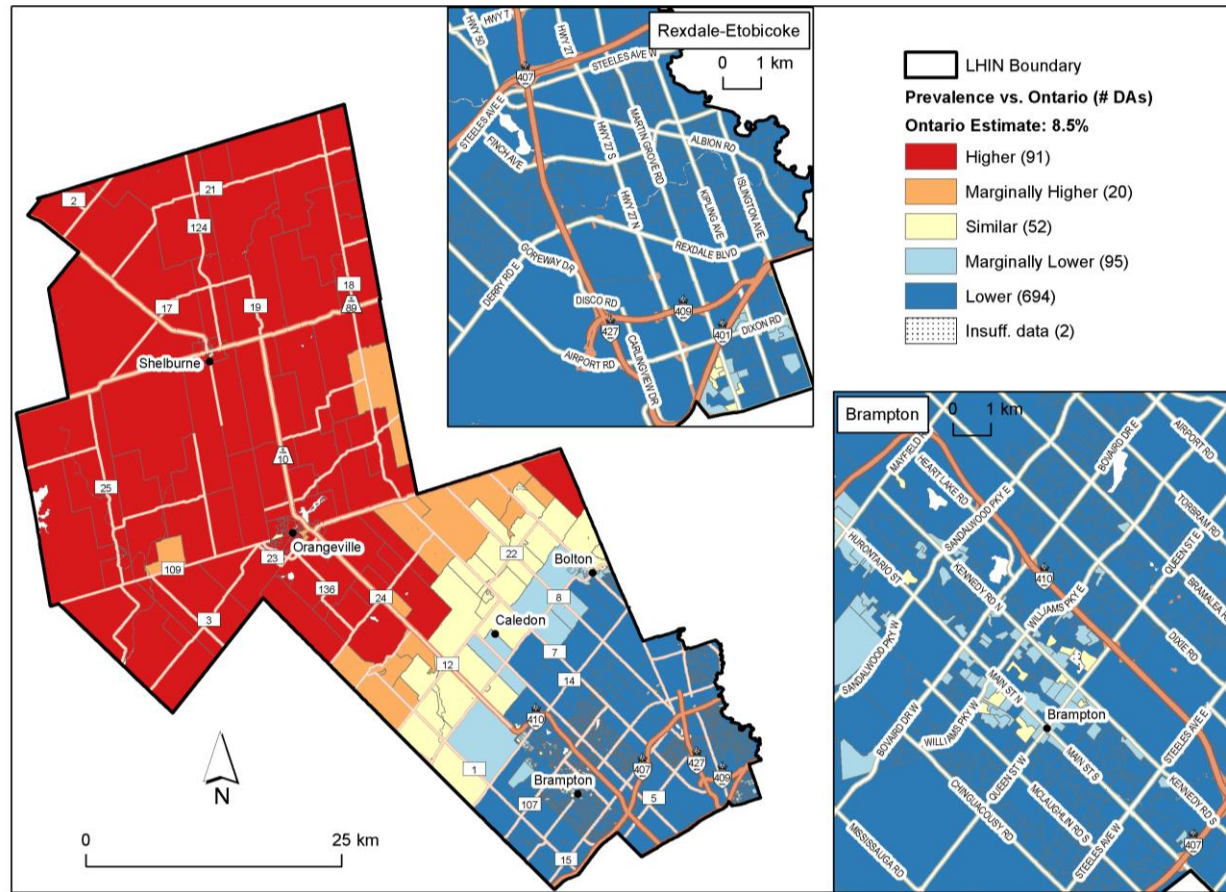 Rexdale-Etobicoke
0 1 km
HWY 50
HWY T
HWY 27
STEELES AVE W
407
STEELES AVE E
FINCH AVE
MARTIN GROVE RD
HWY 27 S
ALBION RD
KIPLING AVE
ISLINGTON AVE
HWY 27 N
REXDALE BLVD
GOREWAY DR
DERRY RD E
DISCO RD
409
427
401
DIXON RD
AIRPORT RD
CARLINGVIEW DR
LHIN Boundary
Prevalence vs. Ontario (# DAs)
Ontario Estimate: 8.5%
Higher (91)
Marginally Higher (20)
Similar (52)
Marginally Lower (95)
Lower (694)
Insuff. data (2)
2
21
124
18
89
17
19
Shelburne
10
25
Orangeville
23
109
136
24
3
22
Bolton
8
Caledon
7
12
14
410
1
407
427
409
Brampton
107
5
15
N
0 25 km
Brampton
0 1 km
MAYFIELD R
HEART LAKE RD
BOVAIRD DR E
AIRPORT RD
SANDALWOOD PKY E
TORBRAM RD
HURONTARIO ST
KENNEDY RD N
QUEEN ST E
410
BRAMALEA R
WILLIAMS PKY E
DIXIE RD
SANDALWOOD PKY W
MAIN ST N
BOVAIRD DR W
WILLIAMS PKY W
Brampton
STEELES AVE E
QUEEN ST W
MAIN ST S
KENNEDY RD S
CHINGUACOUSY RD
MCLAUGHLIN RD S
STEELES AVE W
MISSISSAUGA RD
407